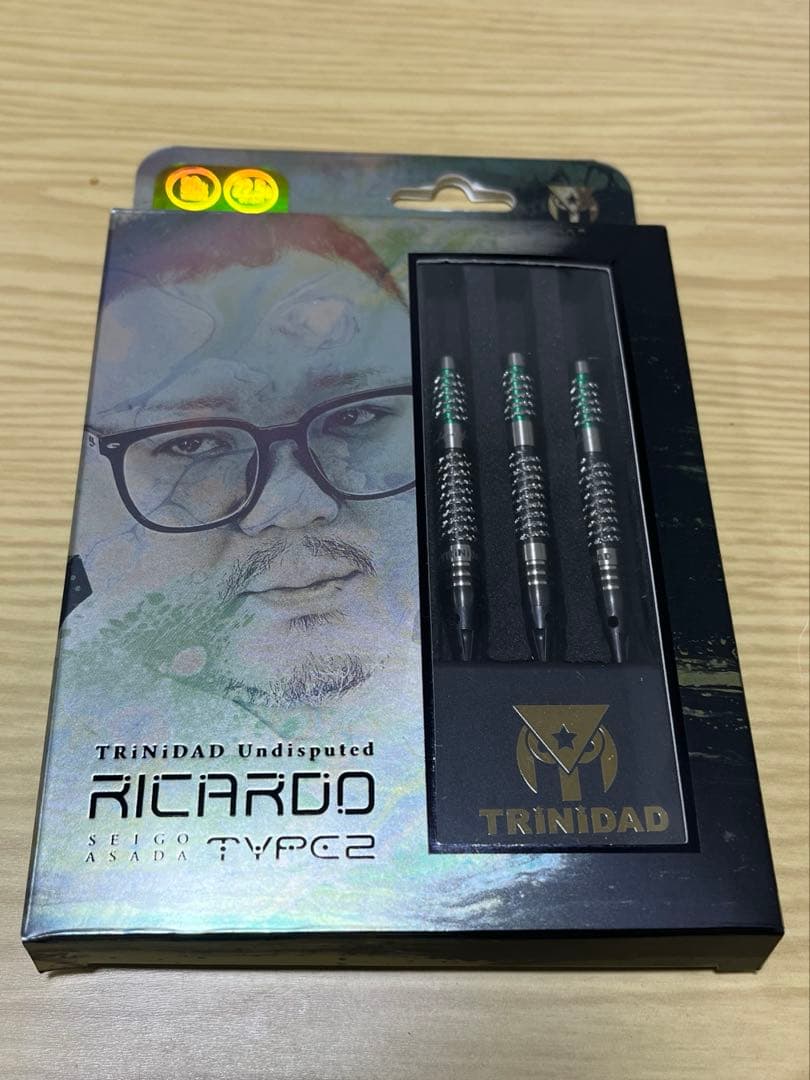 TRiNiDAD Undisputed
RICARDO
SEIGO
ASADA
TYPE2
TRiNiDAD